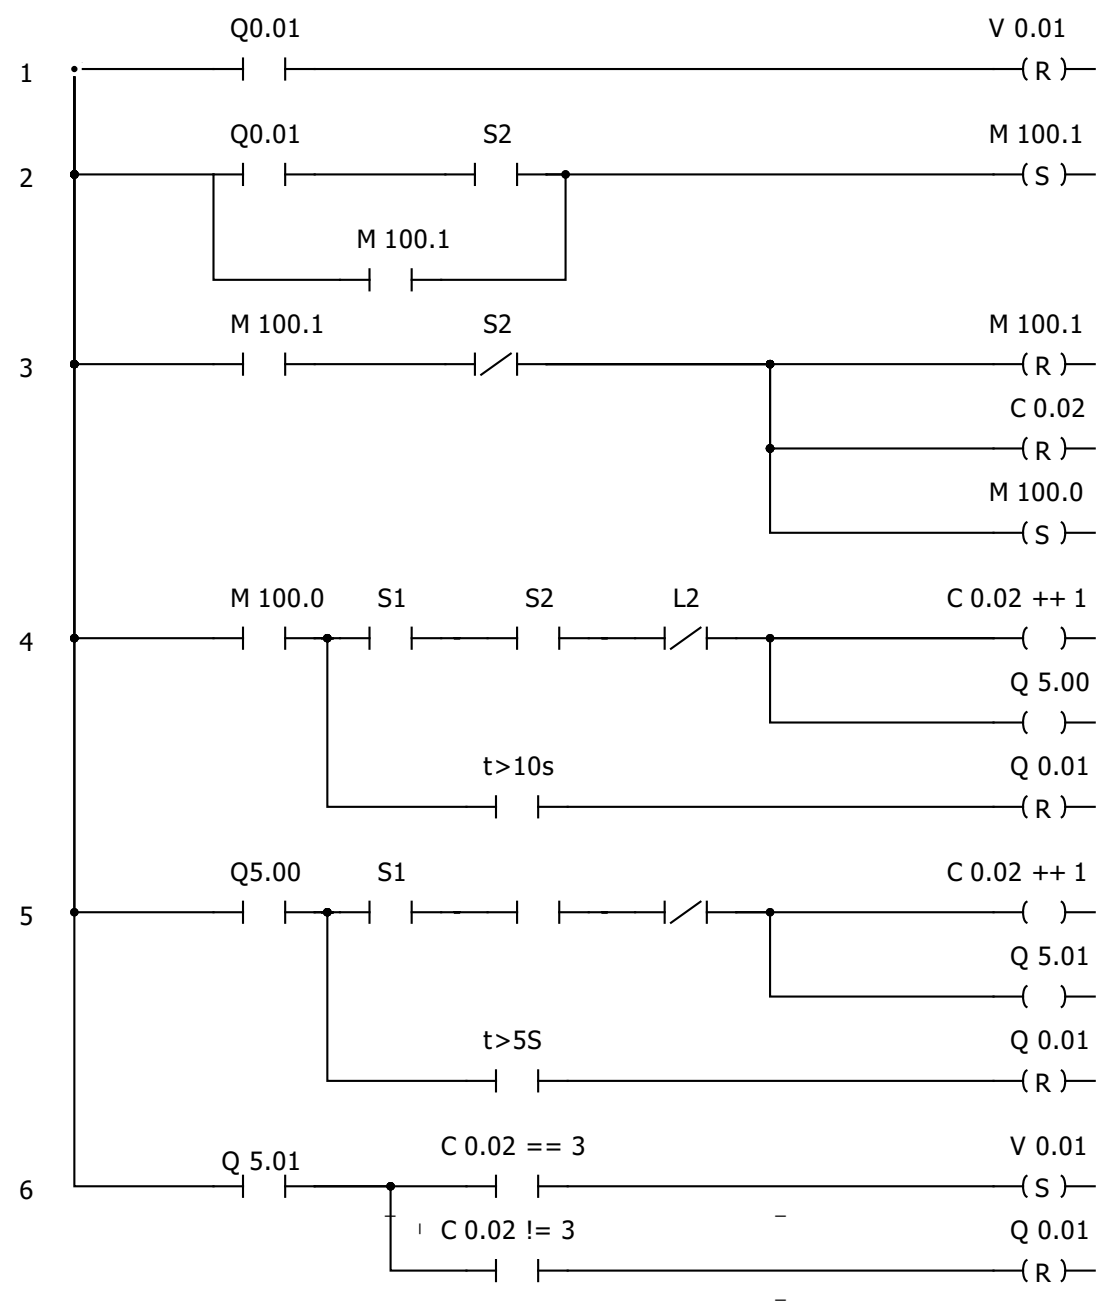 Q0.01 V 0.01
1 R
Q0.01 S2 M 100.1
2 S
M 100.1
M 100.1 S2 M 100.1
3 R
C 0.02
R
M 100.0
S
M 100.0 S1 S2 L2 C 0.02 ++ 1
4
Q 5.00
t>10s Q 0.01
R
Q5.00 S1 C 0.02 ++ 1
5
Q 5.01
t>5S Q 0.01
R
Q 5.01 C 0.02 == 3 V 0.01
6 S
C 0.02 != 3 Q 0.01
R